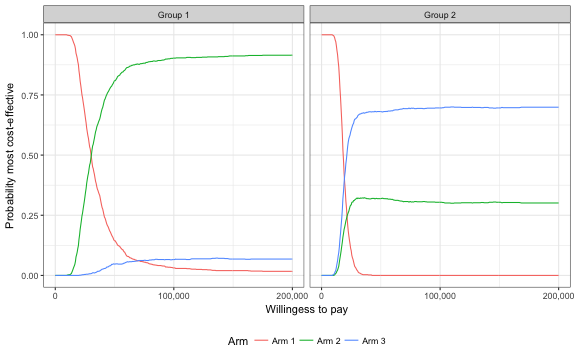 Group 1
Group 2
1.00
0.75
0.50
0.25
0.00
Probability most cost-effective
0
100,000
200,000
0
100,000
200,000
Willingess to pay
Arm
Arm 1
Arm 2
Arm 3